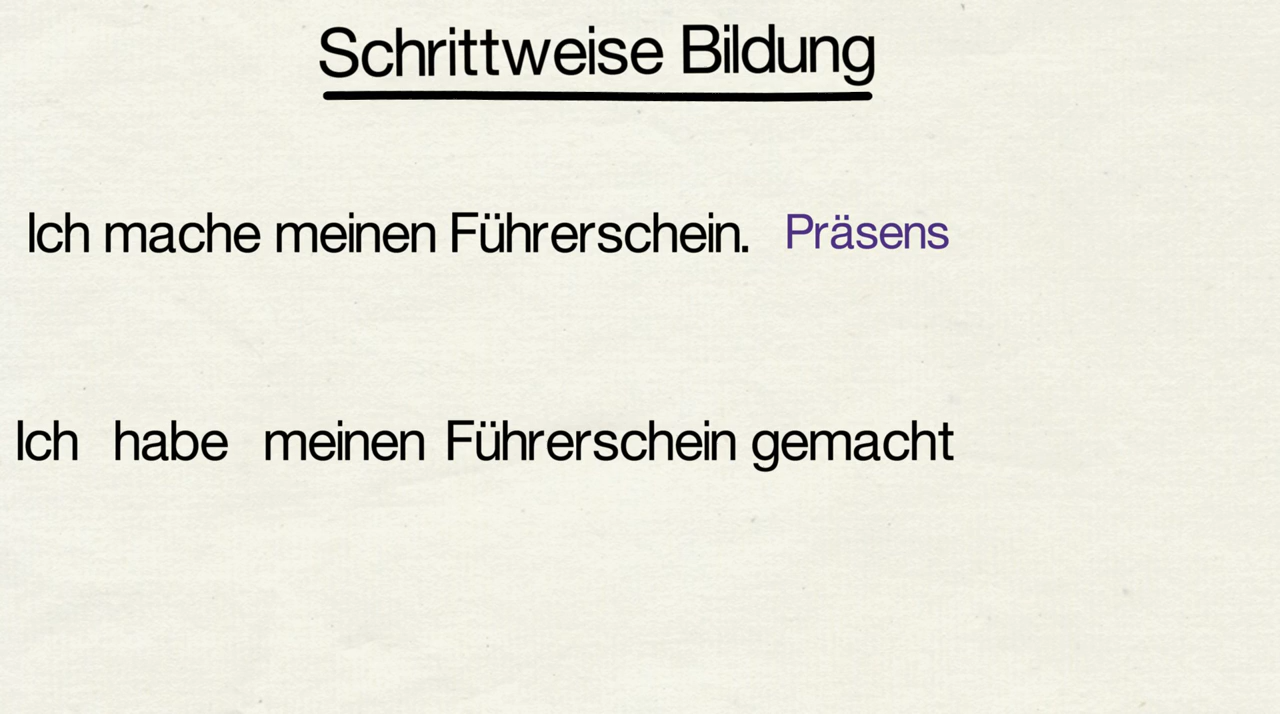 Schrittweise Bildung
Ich mache meinen Führerschein. Präsens
Ich habe meinen Führerschein gemacht